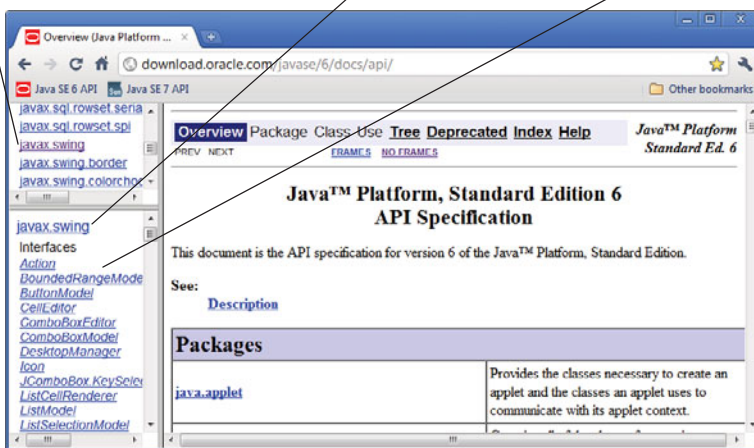 Overview (Java Platform ...
download.oracle.com/javase/6/docs/api/
Java SE 6 API
Java SE 7 API
Other bookmarks
javax.sql.rowset.seria
javax.sql.rowset.spi
javax.swing
javax.swing.border
javax.swing.colorchoo
javax.swing
Interfaces
Action
BoundedRangeMode
ButtonModel
CellEditor
ComboBoxEditor
ComboBoxModel
DesktopManager
Icon
JComboBox.KeySelec
ListCellRenderer
ListModel
ListSelectionModel
Overview Package Class Use Tree Deprecated Index Help
PREV NEXT FRAMES NO FRAMES
Java™ Platform
Standard Ed. 6
Java™ Platform, Standard Edition 6
API Specification
This document is the API specification for version 6 of the Java™ Platform, Standard Edition.
See:
Description
Packages
java.applet
Provides the classes necessary to create an
applet and the classes an applet uses to
communicate with its applet context.